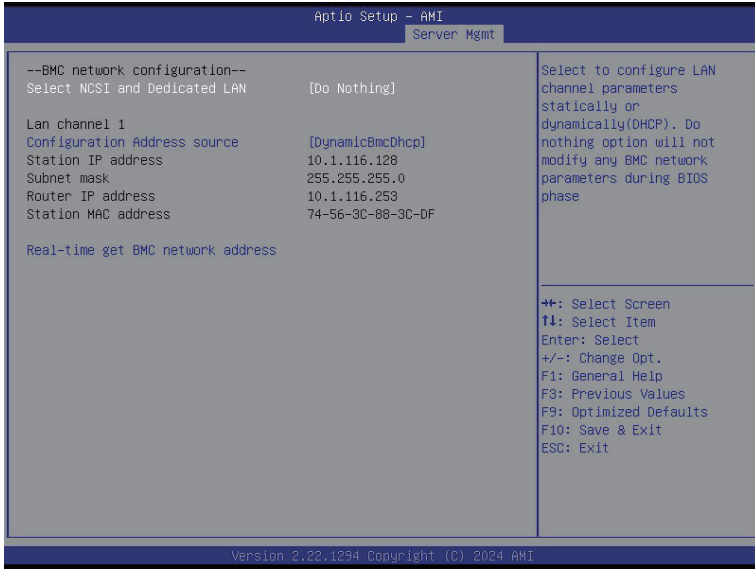 Aptio Setup – AMI
Server Mgmt
--BMC network configuration--
Select NCSI and Dedicated LAN [Do Nothing]
Lan channel 1
Configuration Address source [DynamicBmcDhcp]
Station IP address 10.1.116.128
Subnet mask 255.255.255.0
Router IP address 10.1.116.253
Station MAC address 74-56-3C-88-3C-DF
Real-time get BMC network address
Select to configure LAN
channel parameters
statically or
dynamically(DHCP). Do
nothing option will not
modify any BMC network
parameters during BIOS
phase
→←: Select Screen
↑↓: Select Item
Enter: Select
+/-: Change Opt.
F1: General Help
F3: Previous Values
F9: Optimized Defaults
F10: Save & Exit
ESC: Exit
Version 2.22.1294 Copyright (C) 2024 AMI